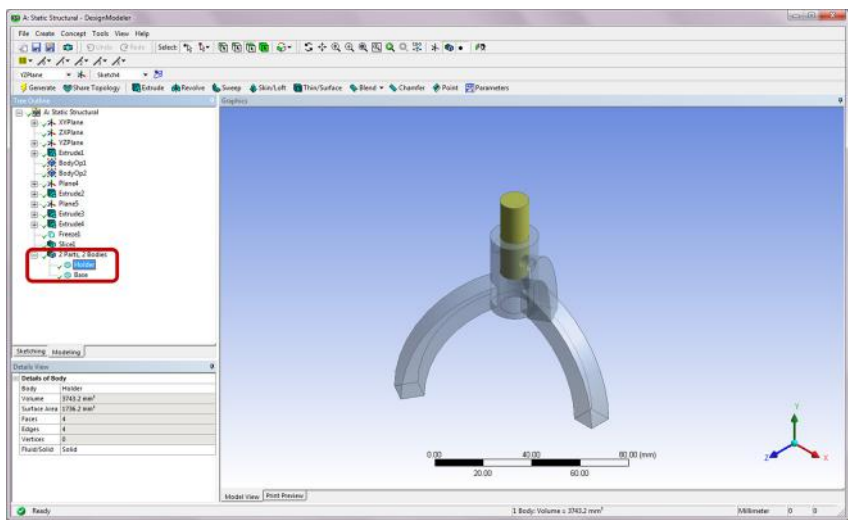 A: Static Structural - DesignModeler
File Create Concept Tools View Help
Undo Redo Select
YZPlane Sketch4
Generate Share Topology Extrude Revolve Sweep Skin/Loft Thin/Surface Blend Chamfer Point Parameters
Tree Outline Graphics
A: Static Structural
XYPlane
ZXPlane
YZPlane
Extrude1
BodyOp1
BodyOp2
Plane4
Extrude2
Plane5
Extrude3
Extrude4
Freeze1
Slice1
2 Parts, 2 Bodies
Holder
Base
Sketching Modeling
Details View
Details of Body
Body Holder
Volume 3743.2 mm³
Surface Area 1736.2 mm²
Faces 4
Edges 4
Vertices 0
Fluid/Solid Solid
0.00 40.00 80.00 (mm)
20.00 60.00
Y
Z X
Model View Print Preview
Ready 1 Body: Volume = 3743.2 mm³ Millimeter 0 0